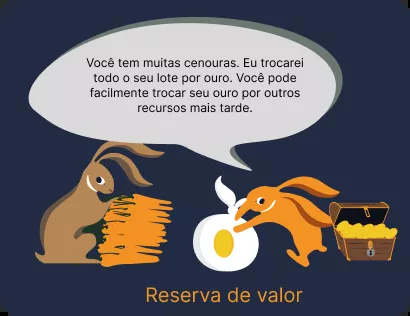 Você tem muitas cenouras. Eu trocarei
todo o seu lote por ouro. Você pode
facilmente trocar seu ouro por outros
recursos mais tarde.
Reserva de valor